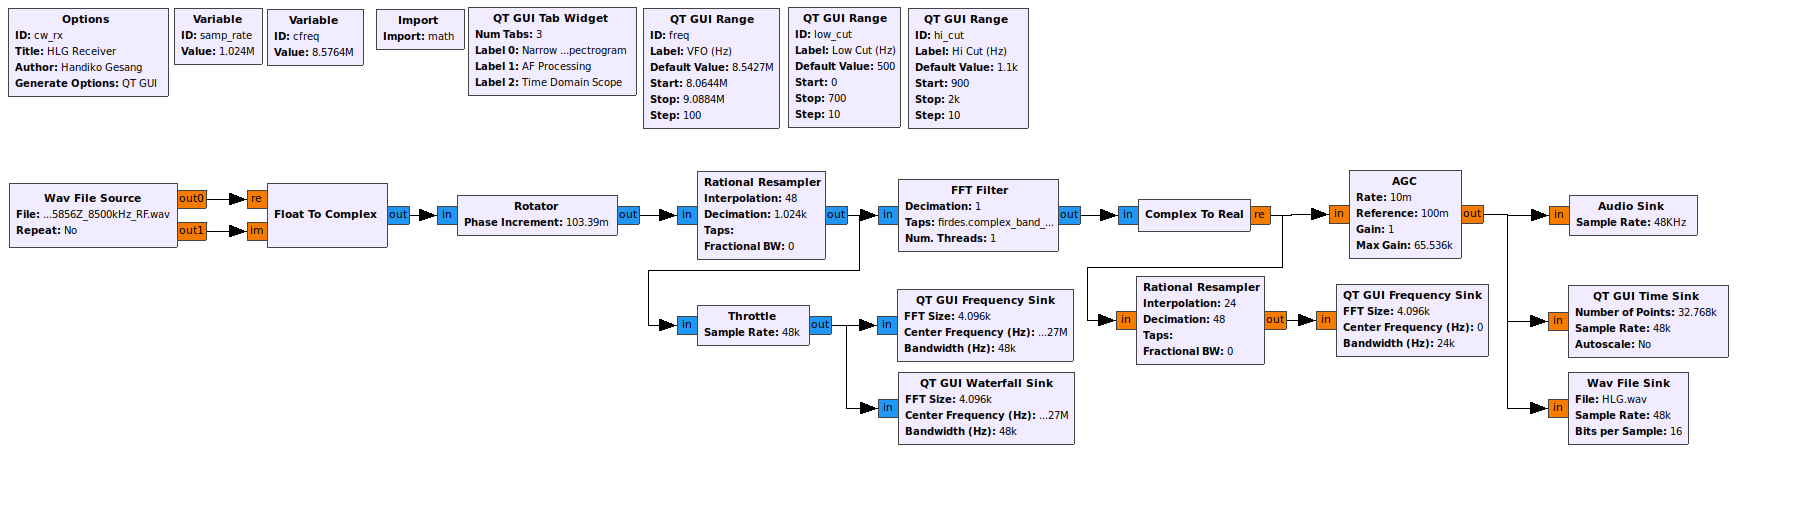 Options
ID: cw_rx
Title: HLG Receiver
Author: Handiko Gesang
Generate Options: QT GUI
Variable
ID: samp_rate
Value: 1.024M
Variable
ID: cfreq
Value: 8.5764M
Import
Import: math
QT GUI Tab Widget
Num Tabs: 3
Label 0: Narrow ...pectrogram
Label 1: AF Processing
Label 2: Time Domain Scope
QT GUI Range
ID: freq
Label: VFO (Hz)
Default Value: 8.5427M
Start: 8.0644M
Stop: 9.0884M
Step: 100
QT GUI Range
ID: low_cut
Label: Low Cut (Hz)
Default Value: 500
Start: 0
Stop: 700
Step: 10
QT GUI Range
ID: hi_cut
Label: Hi Cut (Hz)
Default Value: 1.1k
Start: 900
Stop: 2k
Step: 10
Wav File Source
File: ...5856Z_8500kHz_RF.wav
Repeat: No
out0
out1
re
im
Float To Complex
out
in
Rotator
Phase Increment: 103.39m
out
in
Rational Resampler
Interpolation: 48
Decimation: 1.024k
Taps:
Fractional BW: 0
out
in
FFT Filter
Decimation: 1
Taps: firdes.complex_band_...
Num. Threads: 1
out
in
Complex To Real
re
in
AGC
Rate: 10m
Reference: 100m
Gain: 1
Max Gain: 65.536k
out
in
Audio Sink
Sample Rate: 48KHz
in
Throttle
Sample Rate: 48k
out
in
QT GUI Frequency Sink
FFT Size: 4.096k
Center Frequency (Hz): ...27M
Bandwidth (Hz): 48k
in
QT GUI Waterfall Sink
FFT Size: 4.096k
Center Frequency (Hz): ...27M
Bandwidth (Hz): 48k
in
Rational Resampler
Interpolation: 24
Decimation: 48
Taps:
Fractional BW: 0
out
in
QT GUI Frequency Sink
FFT Size: 4.096k
Center Frequency (Hz): 0
Bandwidth (Hz): 24k
in
QT GUI Time Sink
Number of Points: 32.768k
Sample Rate: 48k
Autoscale: No
in
Wav File Sink
File: HLG.wav
Sample Rate: 48k
Bits per Sample: 16